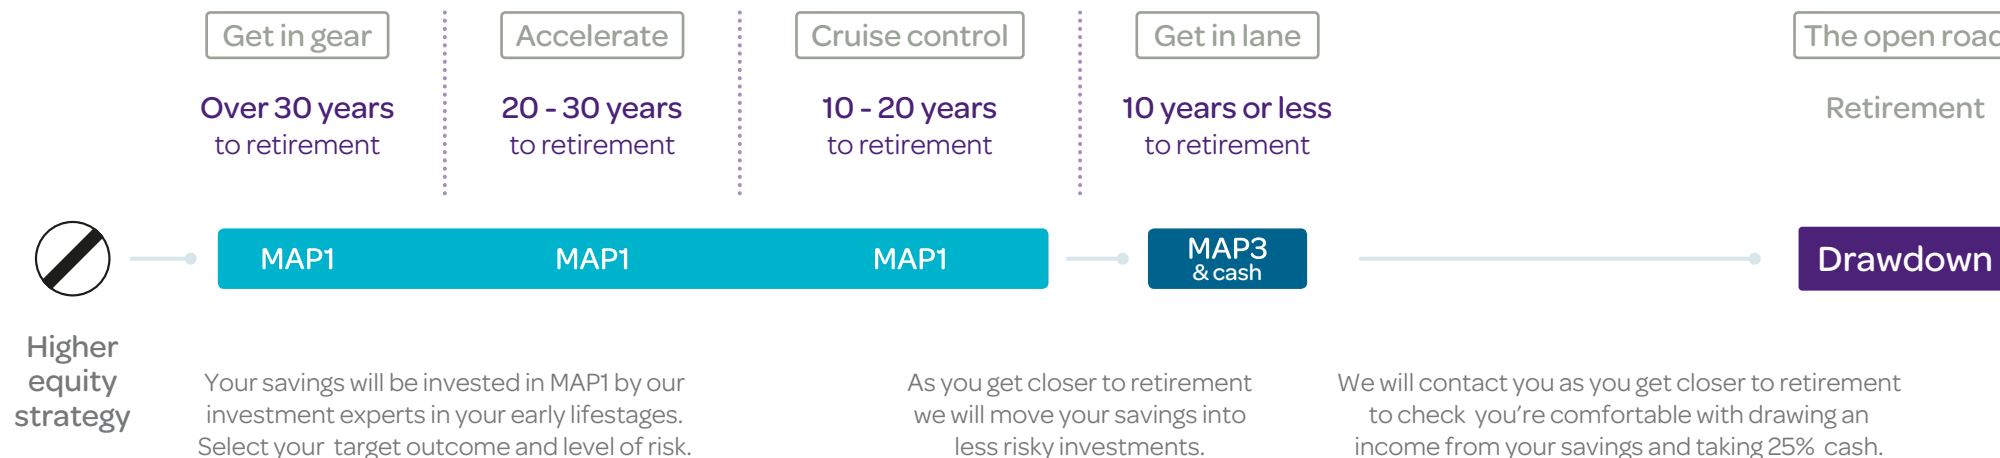 Get in gear
Accelerate
Cruise control
Get in lane
The open road
Over 30 years
to retirement
20 - 30 years
to retirement
10 - 20 years
to retirement
10 years or less
to retirement
Retirement
MAP1
MAP1
MAP1
MAP3
& cash
Drawdown
Higher
equity
strategy
Your savings will be invested in MAP1 by our
investment experts in your early lifestages.
Select your target outcome and level of risk.
As you get closer to retirement
we will move your savings into
less risky investments.
We will contact you as you get closer to retirement
to check you're comfortable with drawing an
income from your savings and taking 25% cash.